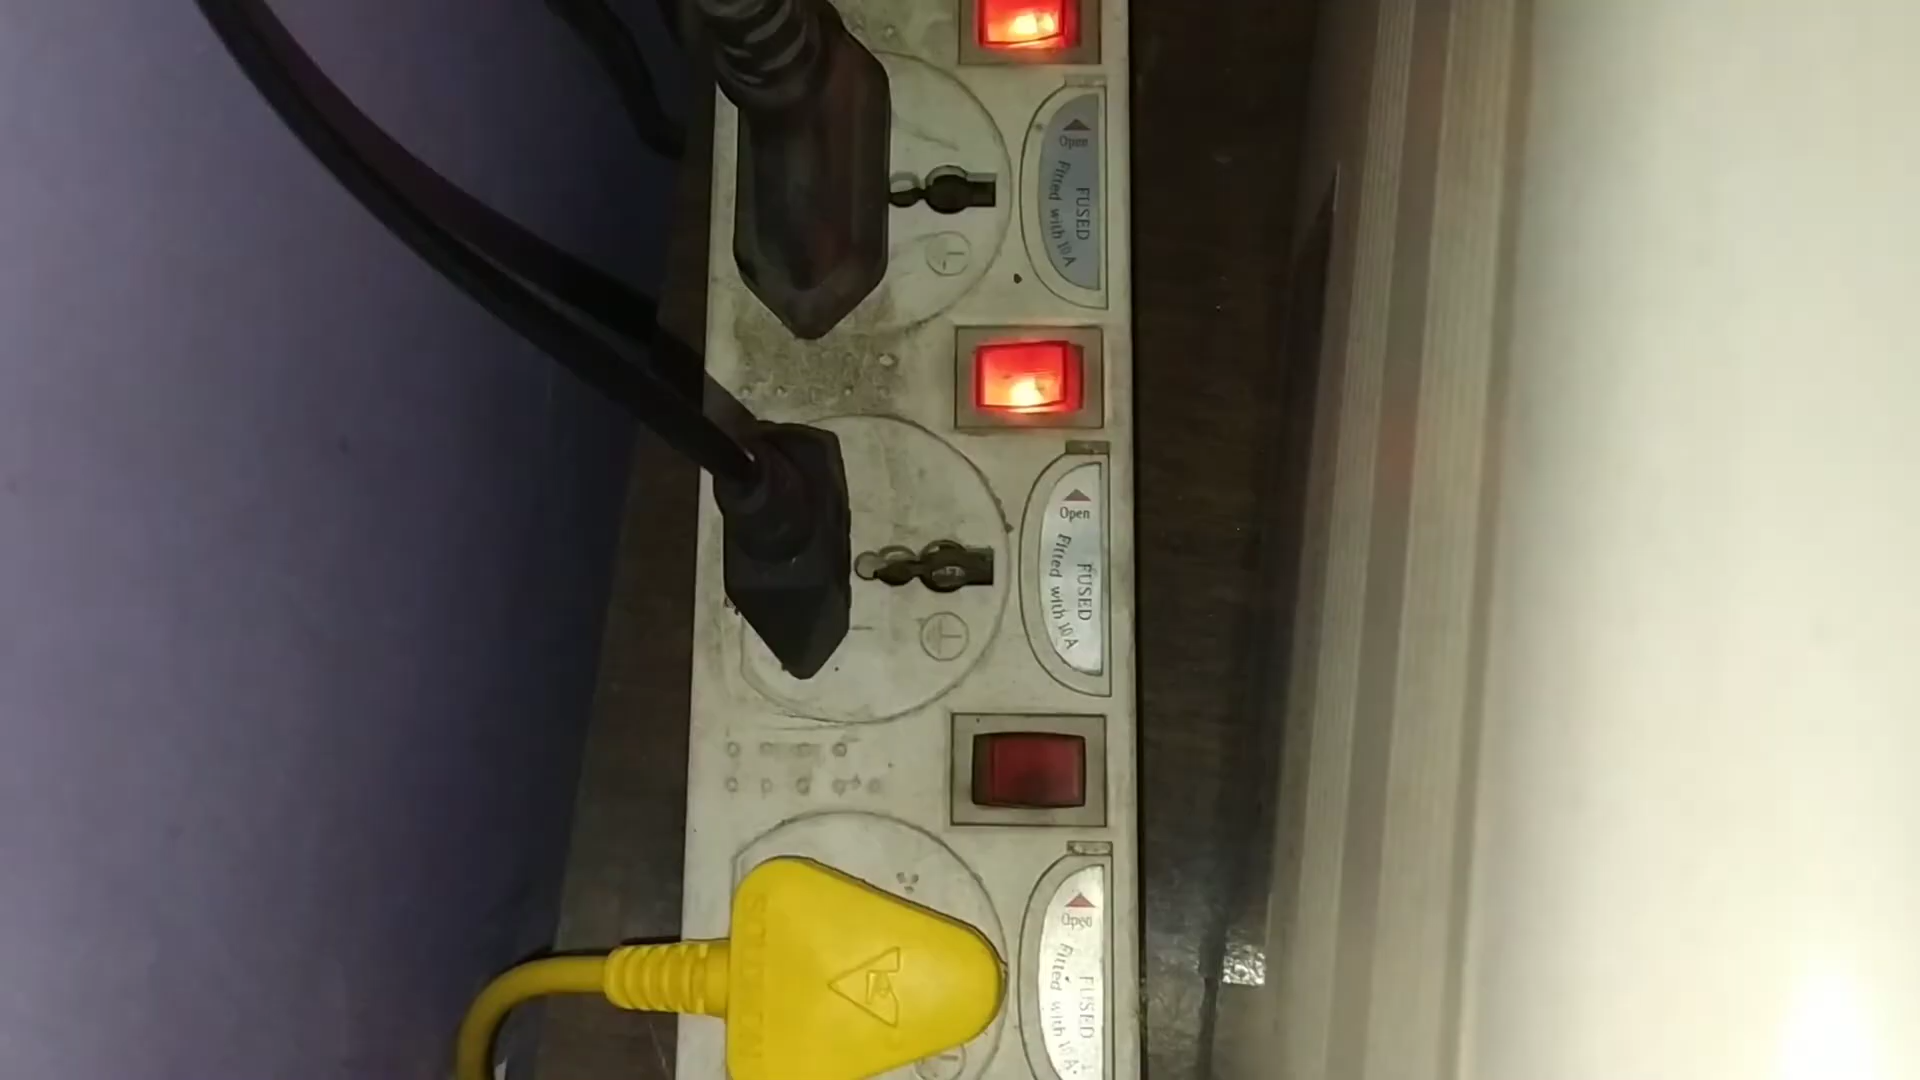 Open
FUSED
Fitted with 10A
Open
FUSED
Fitted with 10A
Open
FUSED
Fitted with 10A